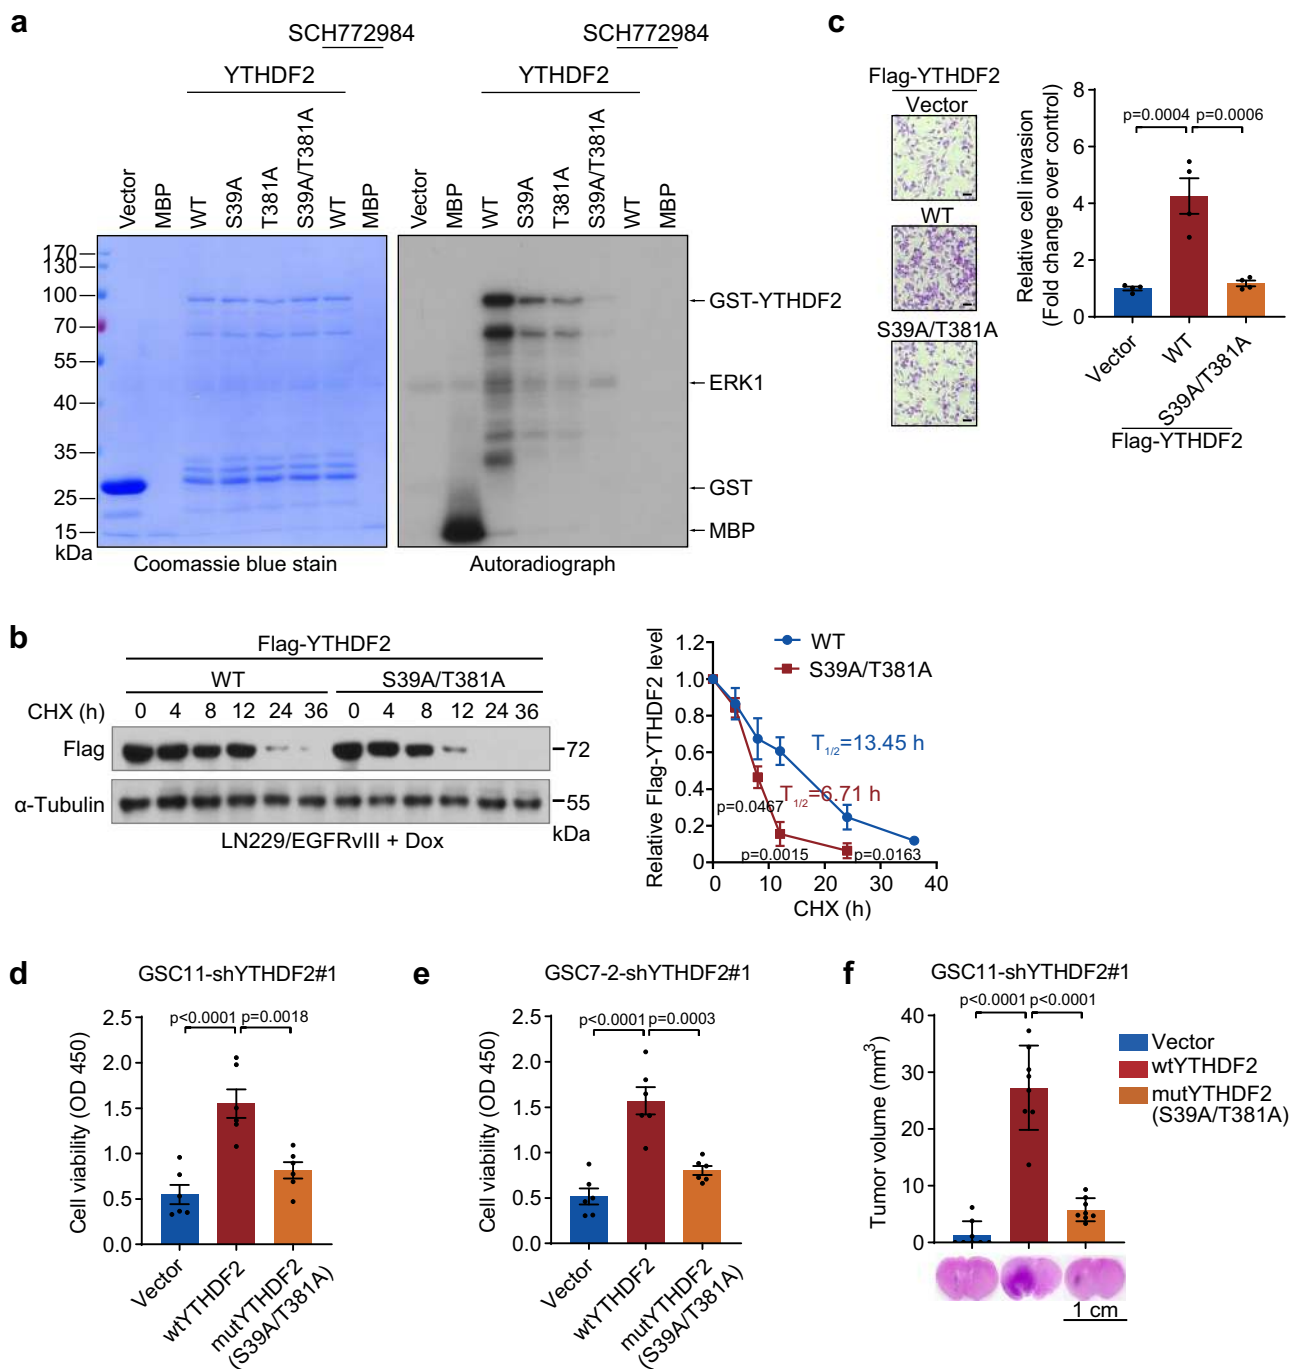 a
SCH772984
SCH772984
YTHDF2
YTHDF2
Vector
MBP
WT
S39A
T381A
S39A/T381A
WT
MBP
Vector
MBP
WT
S39A
T381A
S39A/T381A
WT
MBP
170
130
100
70
55
40
35
25
15
kDa
GST-YTHDF2
ERK1
GST
MBP
Coomassie blue stain
Autoradiograph
c
Flag-YTHDF2
Vector
WT
S39A/T381A
Relative cell invasion
(Fold change over control)
8
6
4
2
0
p=0.0004
p=0.0006
Vector
WT
S39A/T381A
Flag-YTHDF2
b
Flag-YTHDF2
WT
S39A/T381A
CHX (h)
0 4 8 12 24 36 0 4 8 12 24 36
Flag
72
α-Tubulin
55
kDa
LN229/EGFRvIII + Dox
Relative Flag-YTHDF2 level
1.2
1.0
0.8
0.6
0.4
0.2
0
WT
S39A/T381A
T1/2=13.45 h
T1/2=6.71 h
p=0.0467
p=0.0015
p=0.0163
0 10 20 30 40
CHX (h)
d
GSC11-shYTHDF2#1
p<0.0001
p=0.0018
Cell viability (OD 450)
2.5
2.0
1.5
1.0
0.5
0.0
Vector
wtYTHDF2
mutYTHDF2
(S39A/T381A)
e
GSC7-2-shYTHDF2#1
p<0.0001
p=0.0003
Cell viability (OD 450)
2.5
2.0
1.5
1.0
0.5
0.0
Vector
wtYTHDF2
mutYTHDF2
(S39A/T381A)
f
GSC11-shYTHDF2#1
p<0.0001
p<0.0001
Tumor volume (mm3)
40
30
20
10
0
Vector
wtYTHDF2
mutYTHDF2
(S39A/T381A)
1 cm